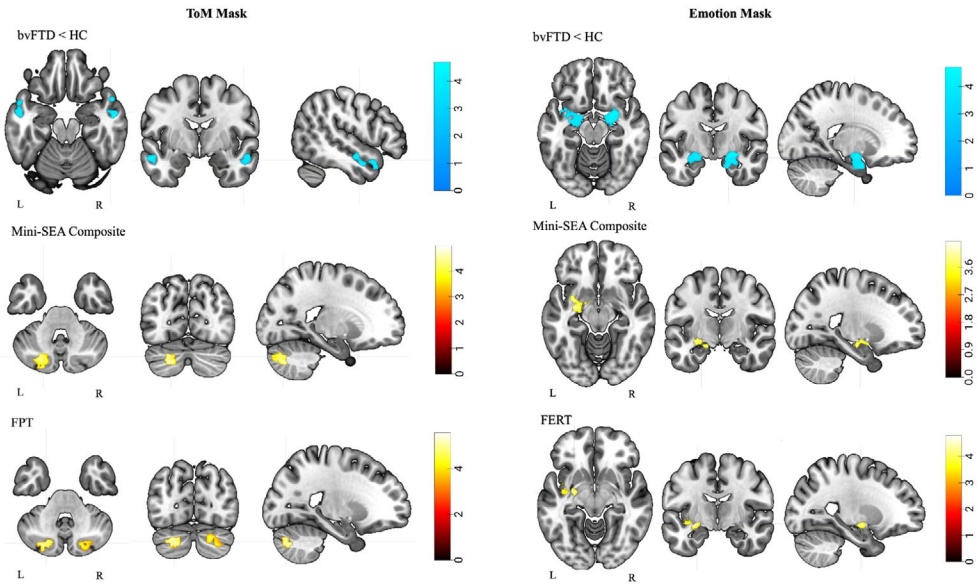 ToM Mask
bvFTD < HC
4
3
2
1
0
L R
Mini-SEA Composite
4
3
2
1
0
L R
FPT
4
3
2
1
0
L R
Emotion Mask
bvFTD < HC
4
3
2
1
0
L R
Mini-SEA Composite
3.6
2.7
1.8
0.9
0.0
L R
FERT
4
3
2
1
0
L R